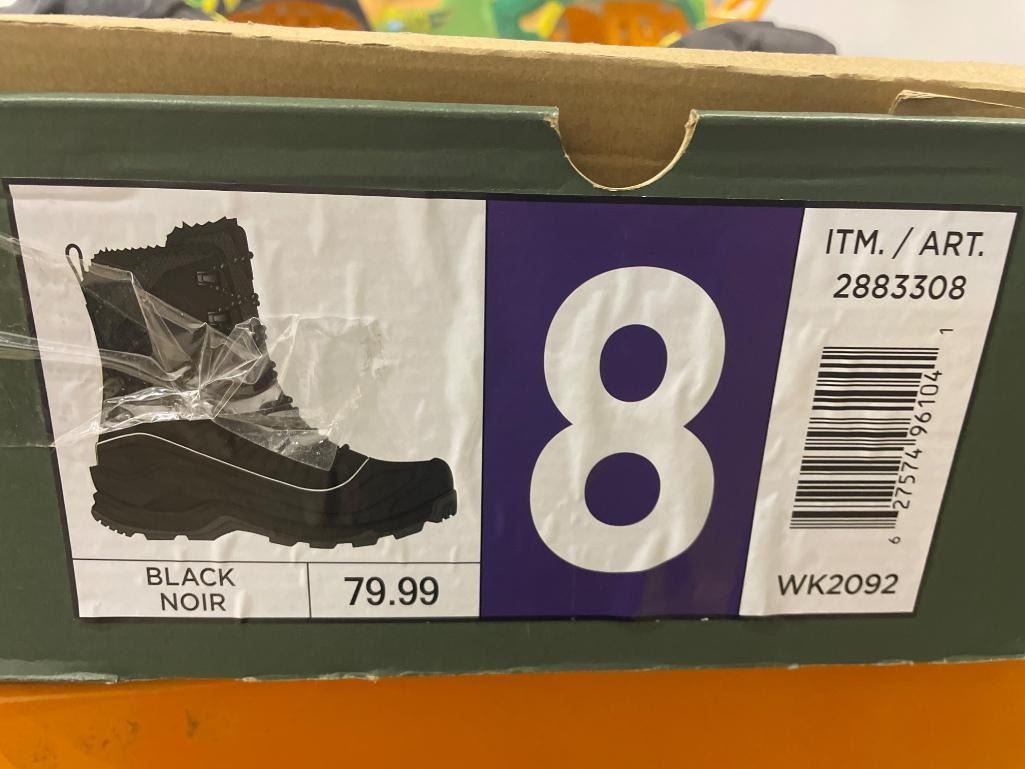 BLACK
NOIR
79.99
8
ITM. / ART.
2883308
6 27574 96104 1
WK2092